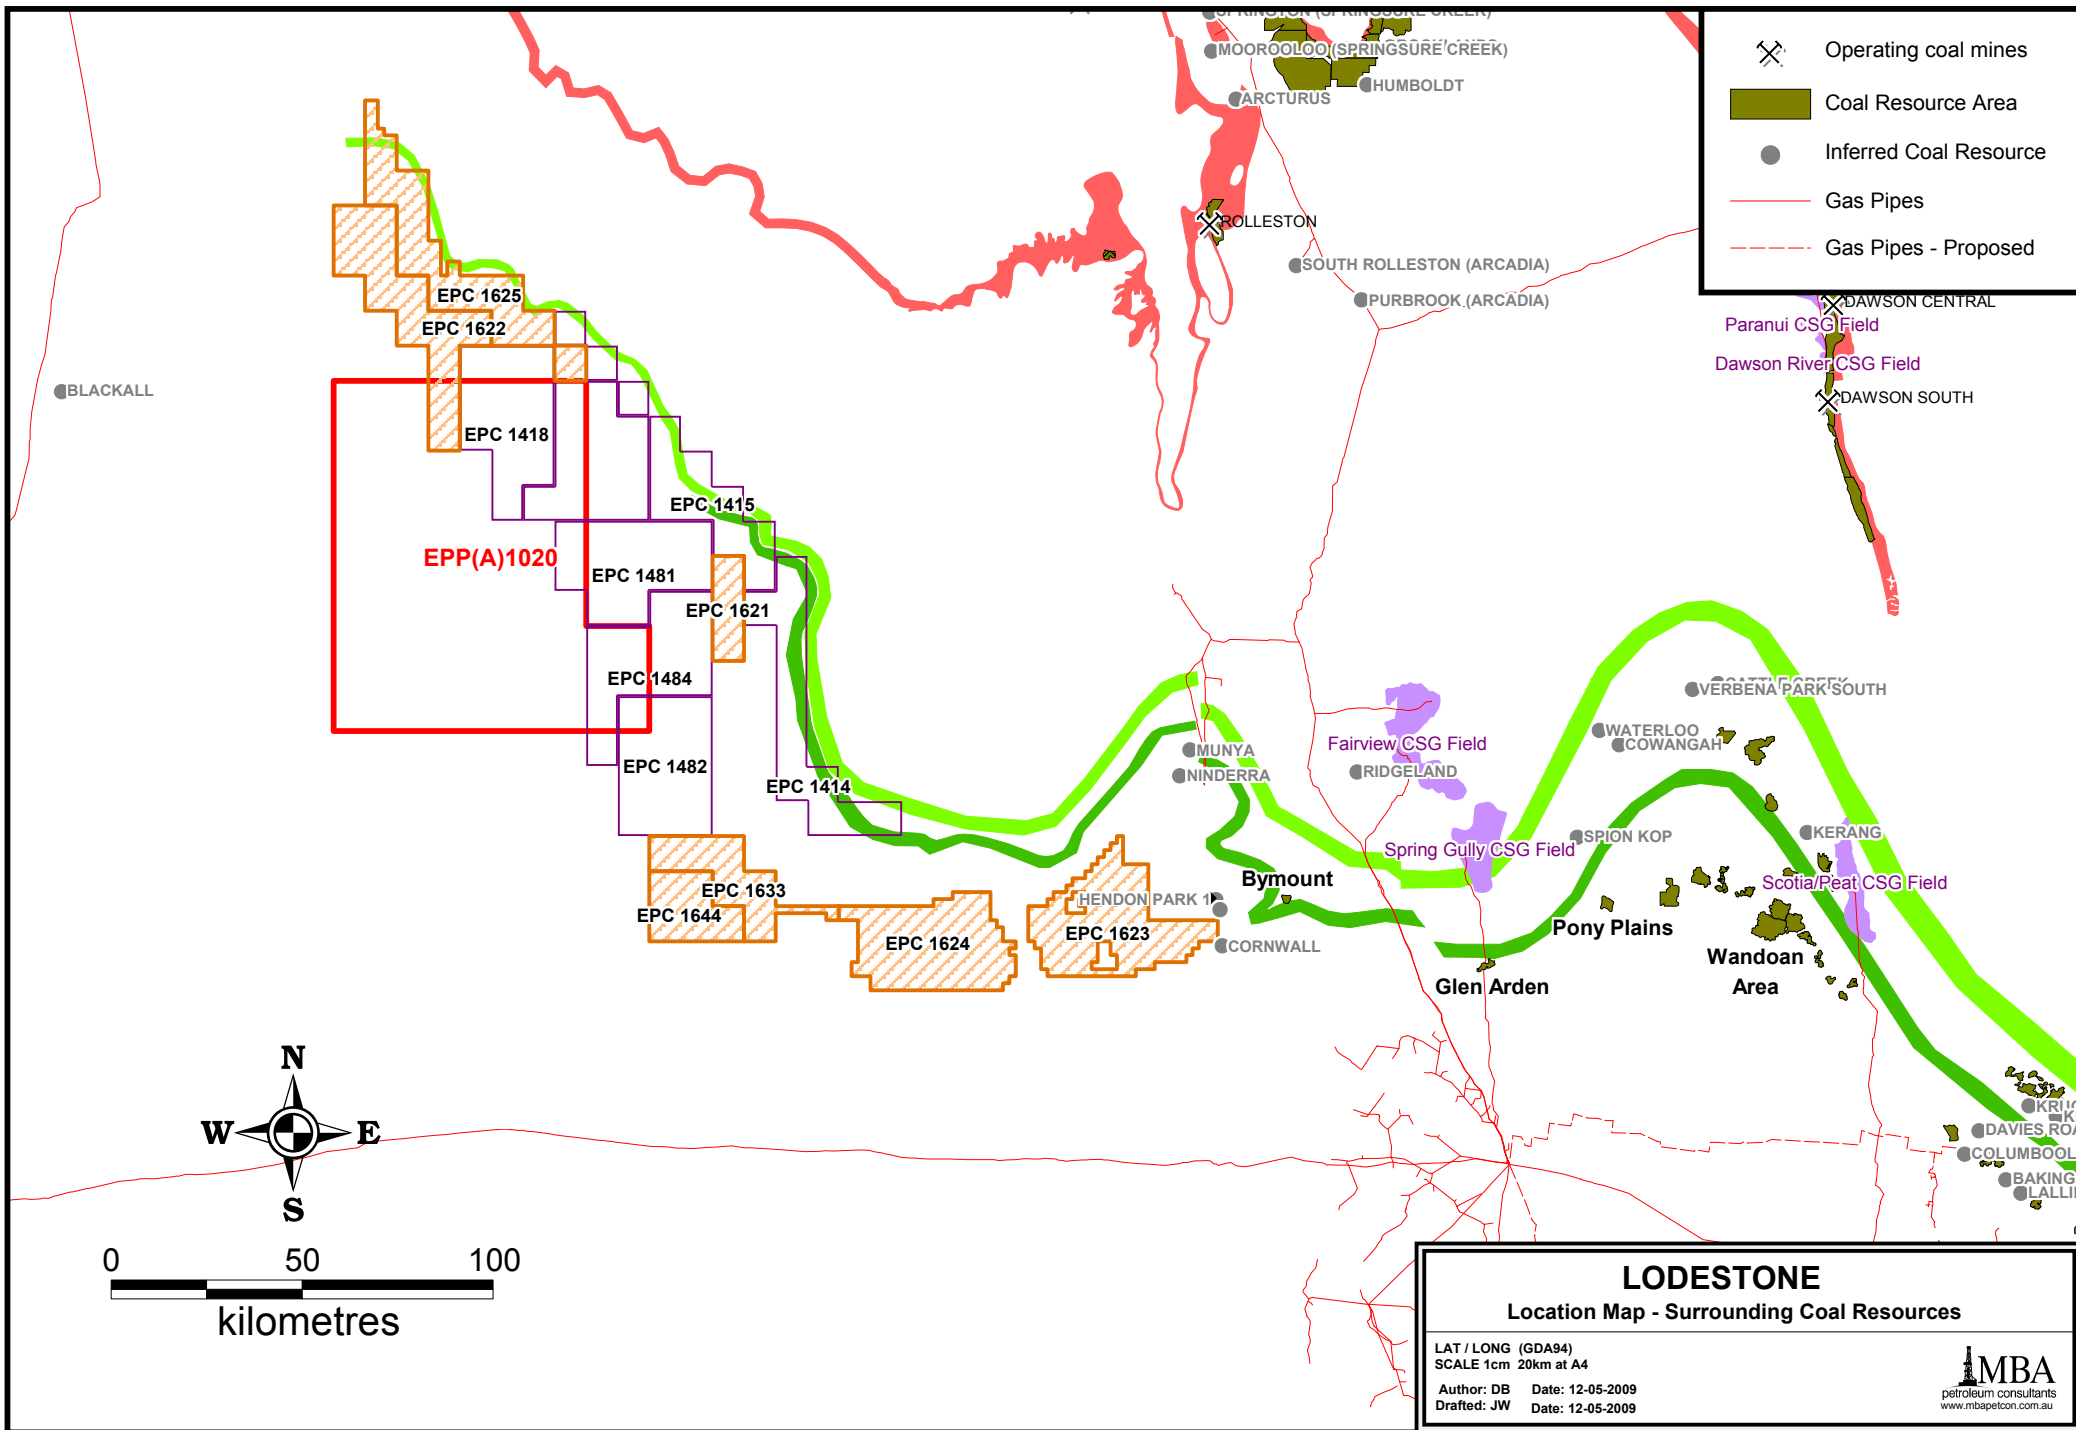 MOOROOLOO (SPRINGSURE CREEK)
HUMBOLDT
ARCTURUS
ROLLESTON
SOUTH ROLLESTON (ARCADIA)
PURBROOK (ARCADIA)
Operating coal mines
Coal Resource Area
Inferred Coal Resource
Gas Pipes
Gas Pipes - Proposed
DAWSON CENTRAL
Paranui CSG Field
Dawson River CSG Field
DAWSON SOUTH
BLACKALL
EPC 1625
EPC 1622
EPC 1418
EPC 1415
EPP(A)1020
EPC 1481
EPC 1621
EPC 1484
EPC 1482
EPC 1414
EPC 1633
EPC 1644
EPC 1624
EPC 1623
MUNYA
NINDERRA
HENDON PARK 1
CORNWALL
Bymount
Fairview CSG Field
RIDGELAND
Spring Gully CSG Field
VERBENA PARK SOUTH
WATERLOO
COWANGAH
SPION KOP
KERANG
Scotia/Peat CSG Field
Pony Plains
Wandoan
Area
Glen Arden
DAVIES
COLUMBOOL
BAKING
N
W E
S
0 50 100
kilometres
LODESTONE
Location Map - Surrounding Coal Resources
LAT / LONG (GDA94)
SCALE 1cm 20km at A4
Author: DB Date: 12-05-2009
Drafted: JW Date: 12-05-2009
MBA
petroleum consultants
www.mbapetcon.com.au